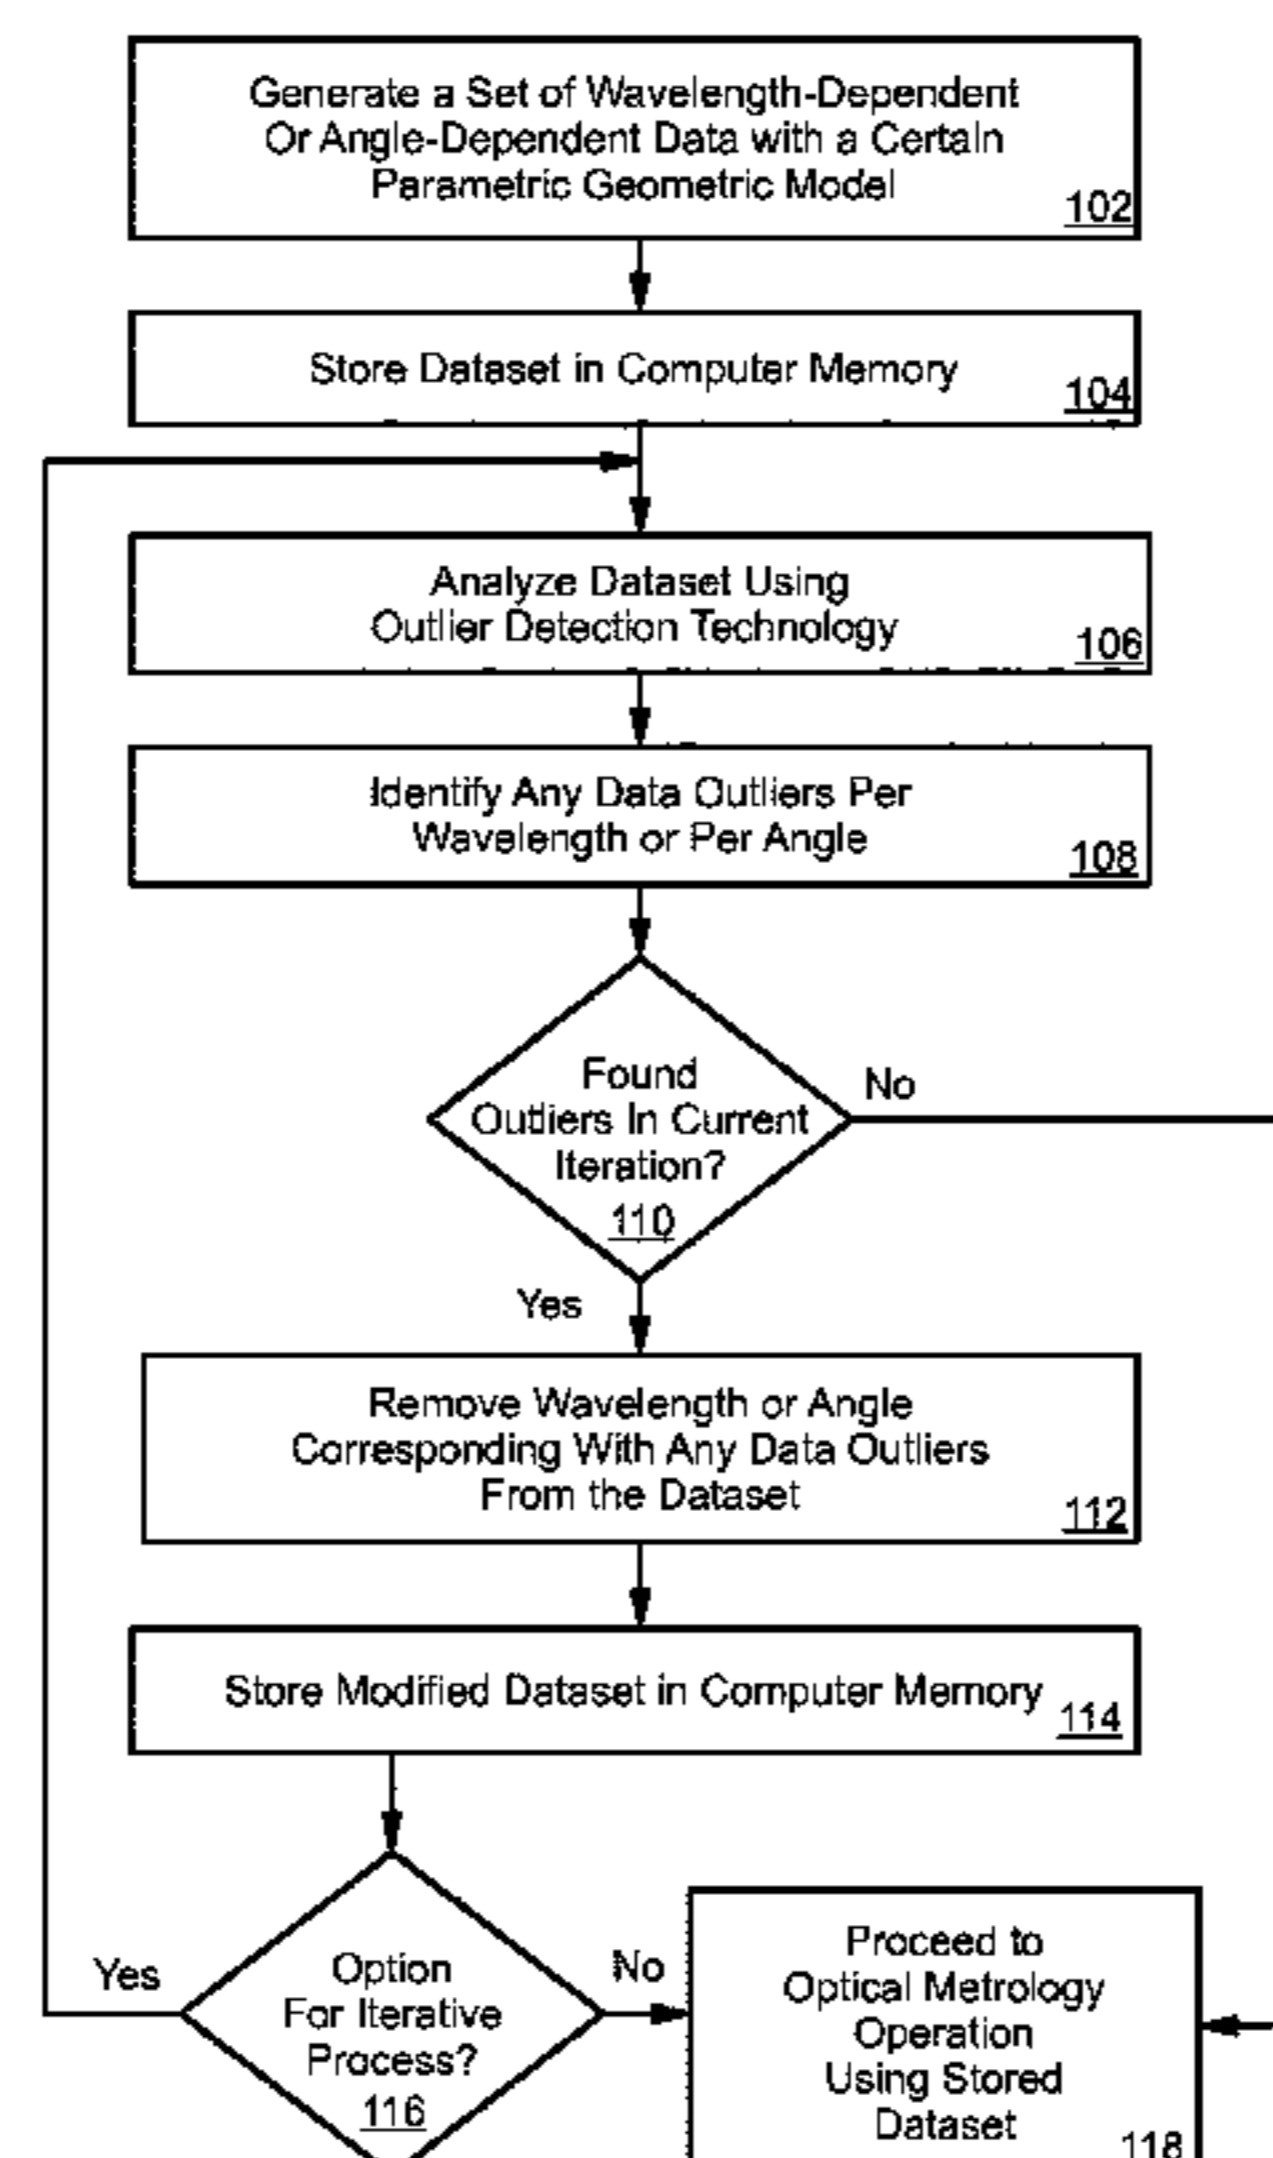 Generate a Set of Wavelength-Dependent
Or Angle-Dependent Data with a Certain
Parametric Geometric Model
102
Store Dataset in Computer Memory
104
Analyze Dataset Using
Outlier Detection Technology
106
Identify Any Data Outliers Per
Wavelength or Per Angle
108
Found
Outliers In Current
Iteration?
110
No
Yes
Remove Wavelength or Angle
Corresponding With Any Data Outliers
From the Dataset
112
Store Modified Dataset in Computer Memory
114
Yes
Option
For Iterative
Process?
116
No
Proceed to
Optical Metrology
Operation
Using Stored
Dataset
118